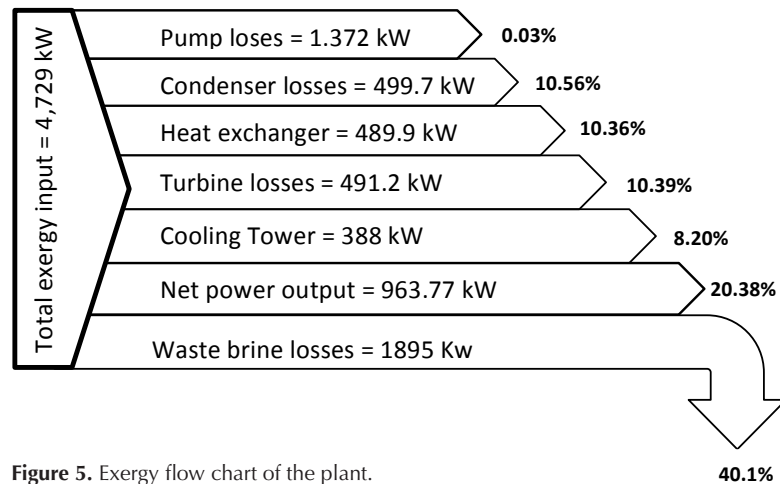 Total exergy input = 4,729 kW
Pump loses = 1.372 kW 0.03%
Condenser losses = 499.7 kW 10.56%
Heat exchanger = 489.9 kW 10.36%
Turbine losses = 491.2 kW 10.39%
Cooling Tower = 388 kW 8.20%
Net power output = 963.77 kW 20.38%
Waste brine losses = 1895 Kw
40.1%
Figure 5. Exergy flow chart of the plant.